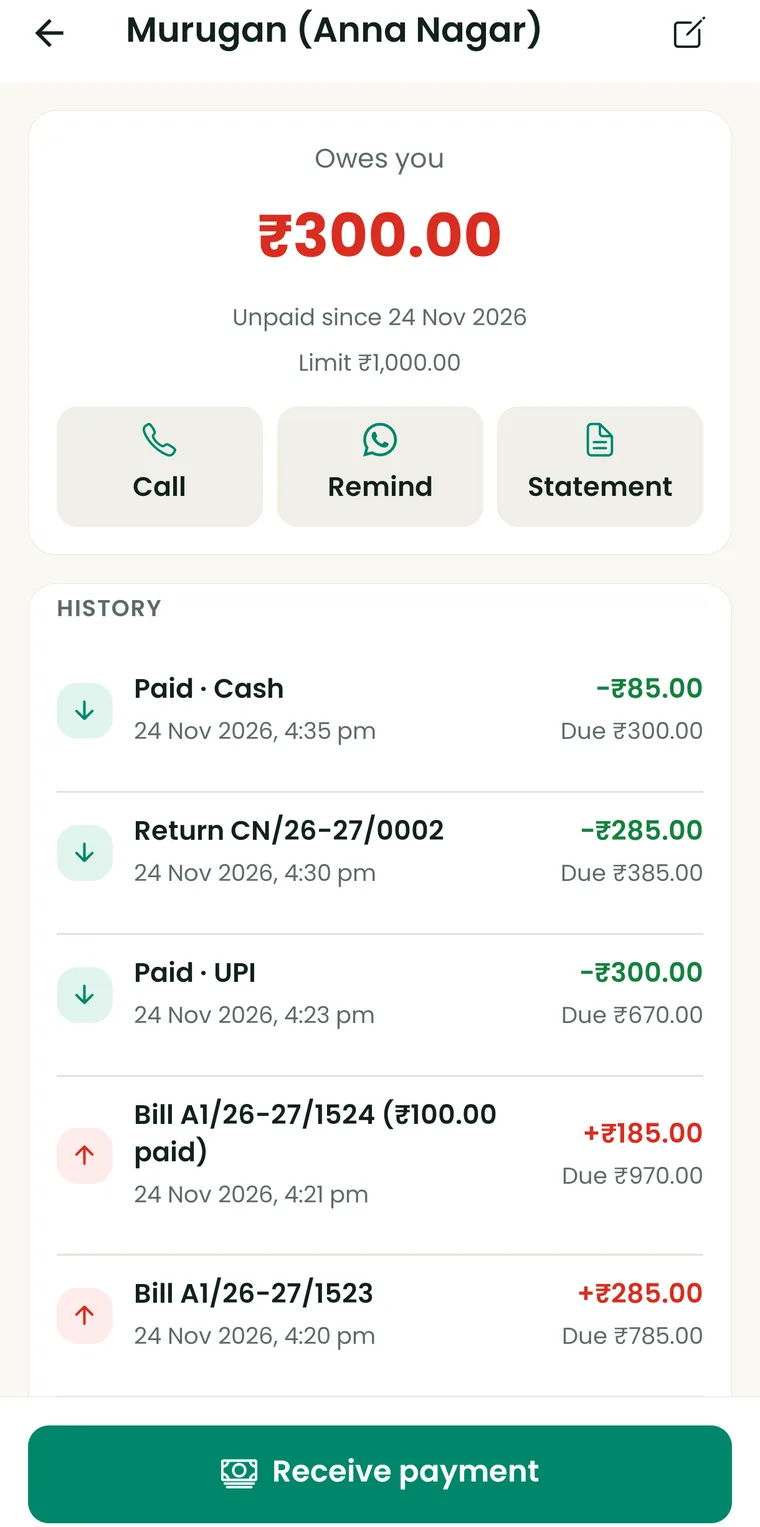 Murugan (Anna Nagar)
Owes you
₹300.00
Unpaid since 24 Nov 2026
Limit ₹1,000.00
Call
Remind
Statement
HISTORY
Paid · Cash
-₹85.00
24 Nov 2026, 4:35 pm
Due ₹300.00
Return CN/26-27/0002
-₹285.00
24 Nov 2026, 4:30 pm
Due ₹385.00
Paid · UPI
-₹300.00
24 Nov 2026, 4:23 pm
Due ₹670.00
Bill A1/26-27/1524 (₹100.00
paid)
+₹185.00
24 Nov 2026, 4:21 pm
Due ₹970.00
Bill A1/26-27/1523
+₹285.00
24 Nov 2026, 4:20 pm
Due ₹785.00
Receive payment